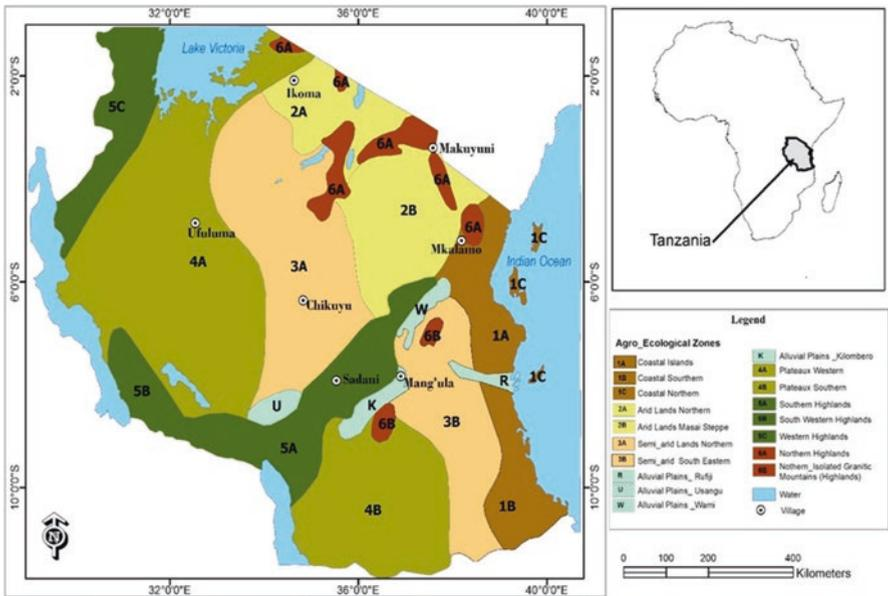 32°0'0"E 36°0'0"E 40°0'0"E
2°0'0"S
6°0'0"S
10°0'0"S
2°0'0"S
6°0'0"S
10°0'0"S
32°0'0"E 36°0'0"E 40°0'0"E
Lake Victoria
6A
5C
Ikoma
6A
2A
6A
Makuyuni
6A
6A
2B
6A
1C
Ufuluma
Mkalamo
4A
3A
Indian Ocean
1C
Chikuyu
W
6B
1A
5B
Sadani
Mang'ula
1C
R
U
K
3B
6B
5A
4B
1B
N
Tanzania
Legend
Agro_Ecological Zones
1A Coastal Islands
1B Coastal Sourthern
1C Coastal Northern
2A Arid Lands Northern
2B Arid Lands Masai Steppe
3A Semi_arid Lands Northern
3B Semi_arid South Eastern
R Alluvial Plains_ Rufiji
U Alluvial Plains_ Usangu
W Alluvial Plains _Wami
K Alluvial Plains _Kilombero
4A Plateaux Western
4B Plateaux Southern
5A Southern Highlands
5B South Western Highlands
5C Western Highlands
6A Northern Highlands
6B Nothern_Isolated Granitic
Mountains (Highlands)
Water
Village
0 100 200 400
Kilometers